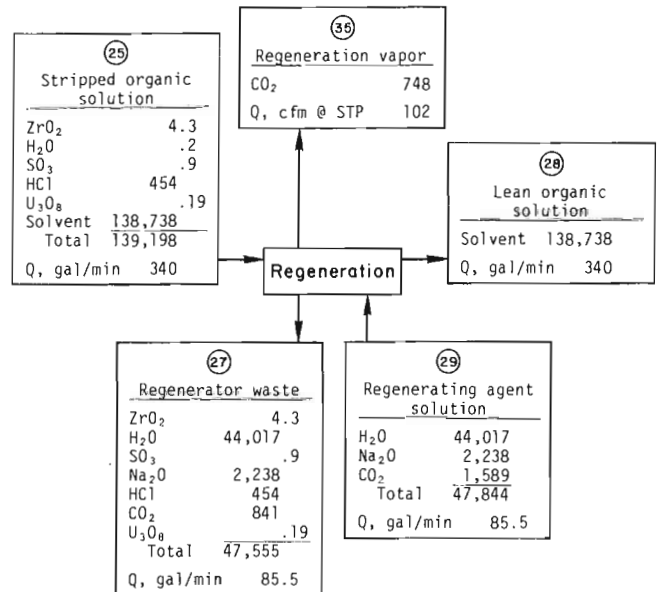 25
Stripped organic
solution
ZrO₂ 4.3
H₂O .2
SO₃ .9
HCl 454
U₃O₈ .19
Solvent 138,738
Total 139,198
Q, gal/min 340
35
Regeneration vapor
CO₂ 748
Q, cfm @ STP 102
28
Lean organic
solution
Solvent 138,738
Q, gal/min 340
Regeneration
27
Regenerator waste
ZrO₂ 4.3
H₂O 44,017
SO₃ .9
Na₂O 2,238
HCl 454
CO₂ 841
U₃O₈ .19
Total 47,555
Q, gal/min 85.5
29
Regenerating agent
solution
H₂O 44,017
Na₂O 2,238
CO₂ 1,589
Total 47,844
Q, gal/min 85.5